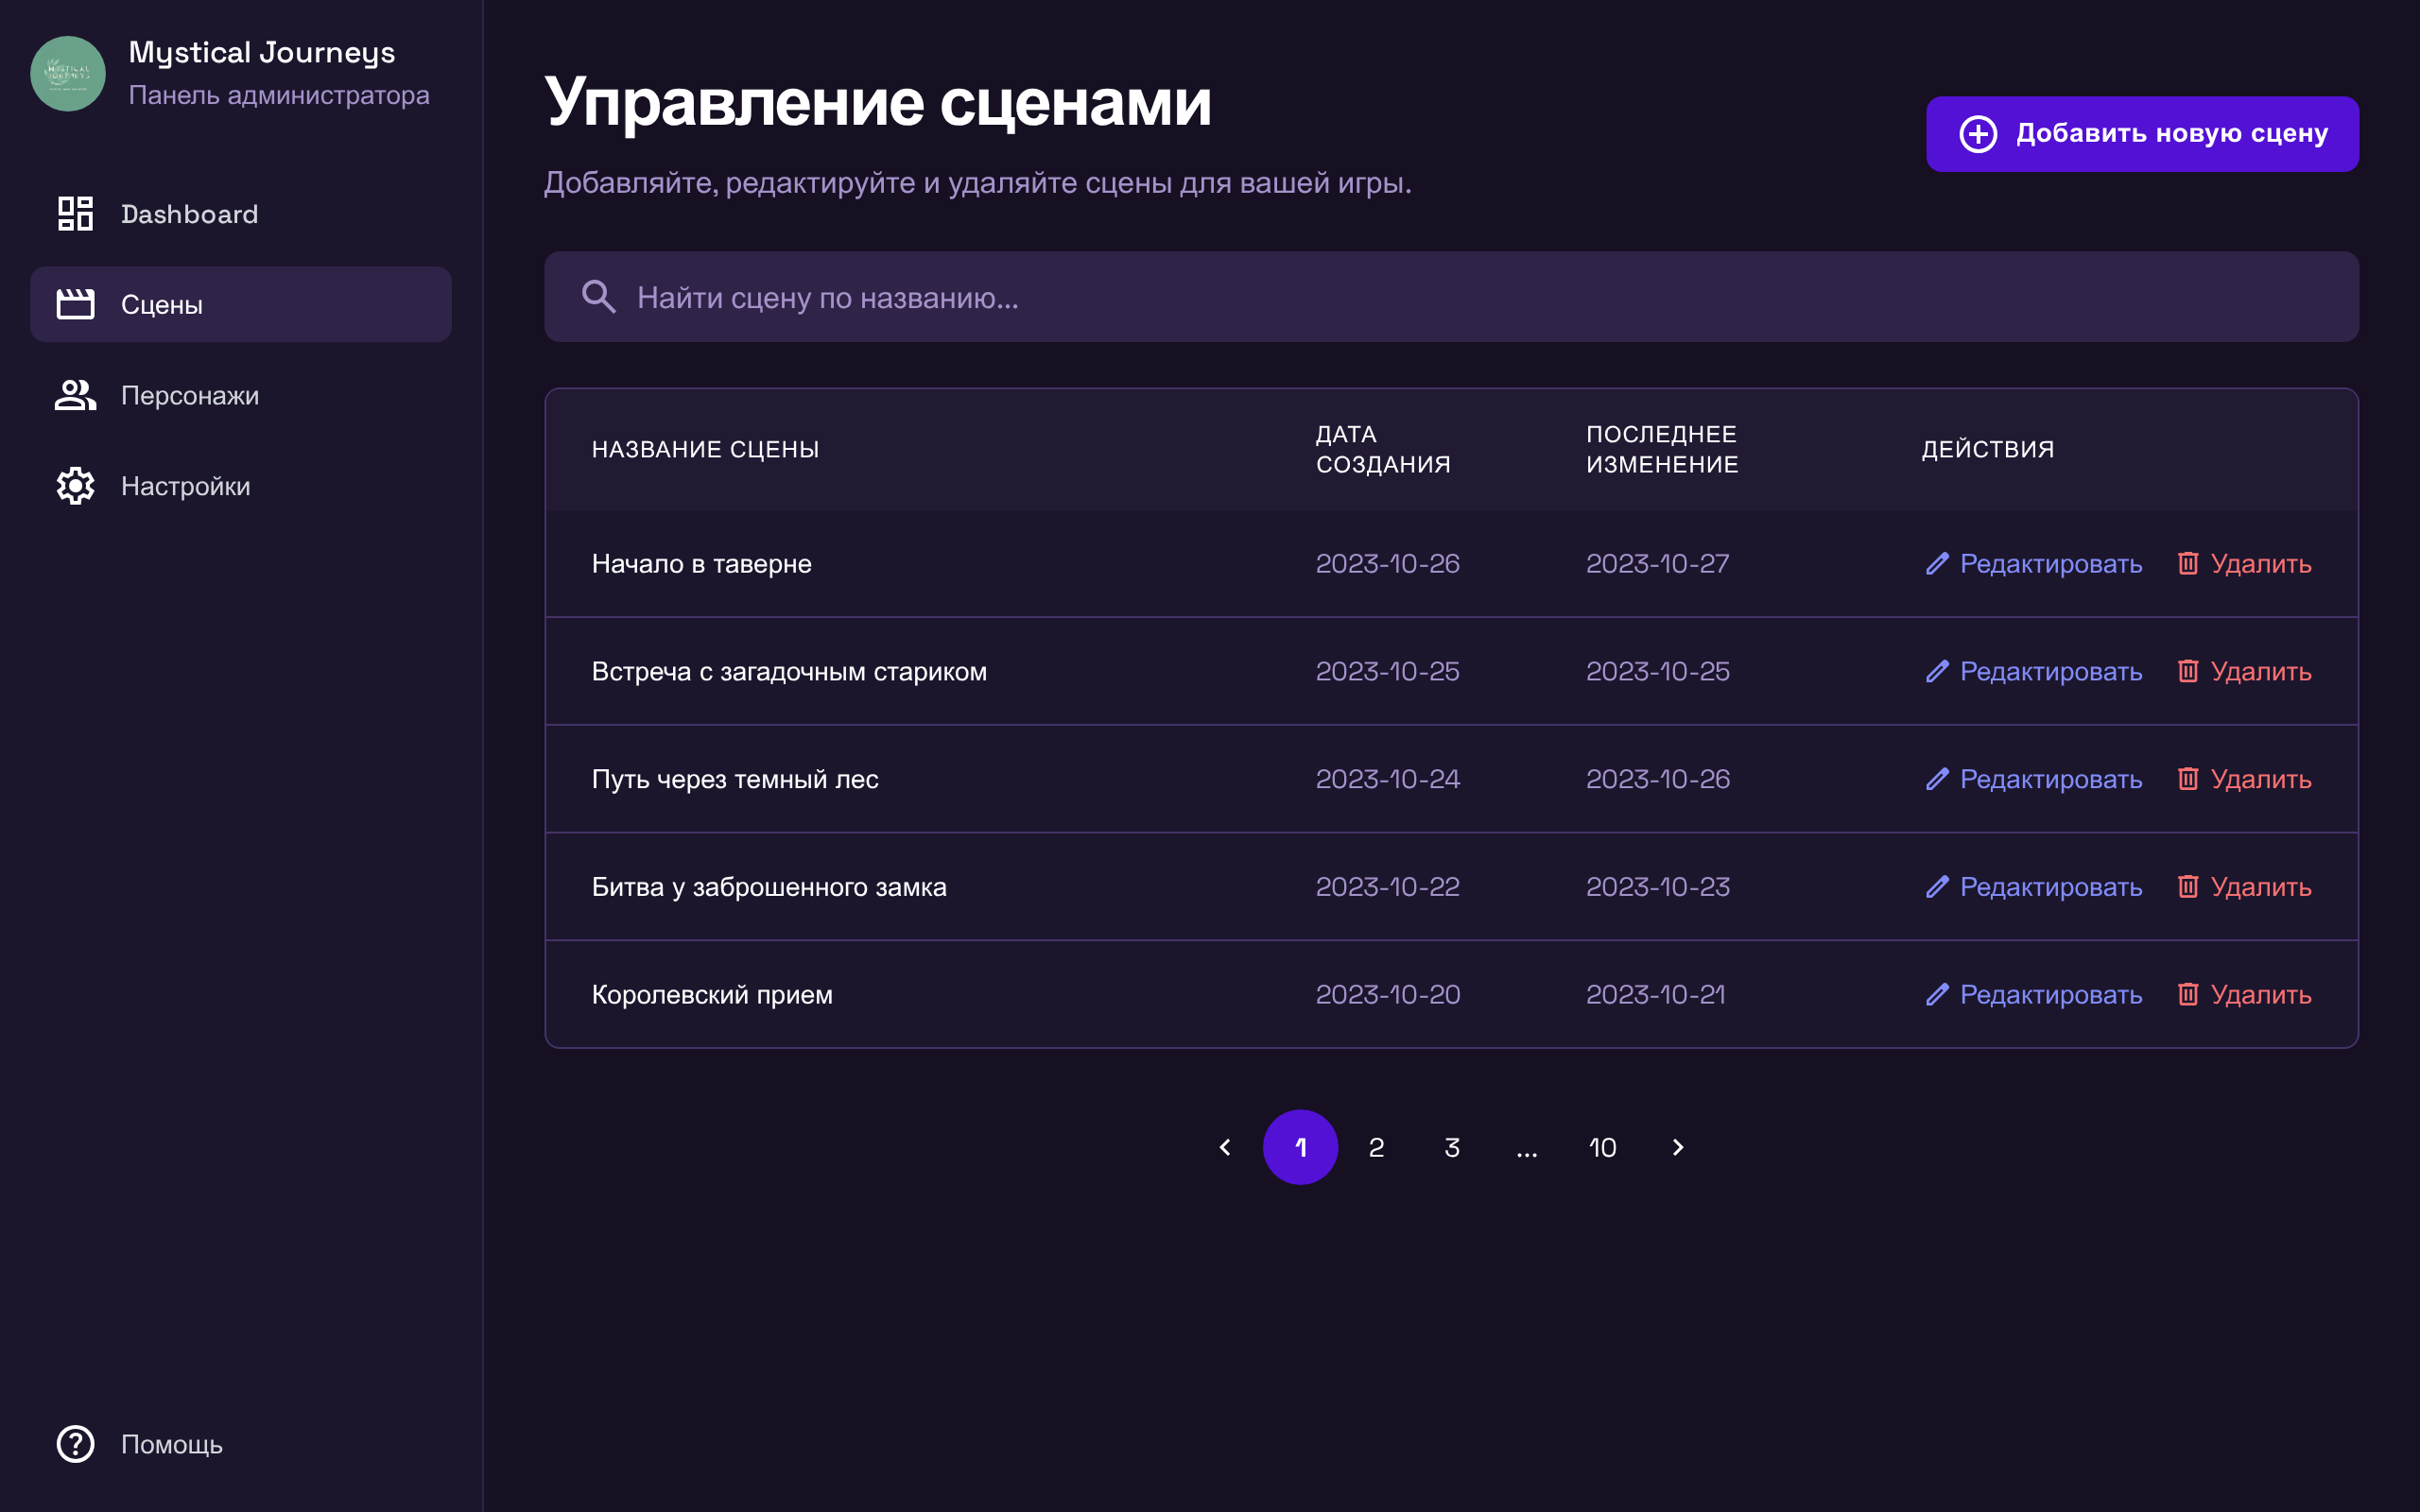 Mystical Journeys
Панель администратора
Dashboard
Сцены
Персонажи
Настройки
Помощь
Управление сценами
Добавляйте, редактируйте и удаляйте сцены для вашей игры.
Добавить новую сцену
Найти сцену по названию...
НАЗВАНИЕ СЦЕНЫ
ДАТА СОЗДАНИЯ
ПОСЛЕДНЕЕ ИЗМЕНЕНИЕ
ДЕЙСТВИЯ
Начало в таверне 2023-10-26 2023-10-27 Редактировать Удалить
Встреча с загадочным стариком 2023-10-25 2023-10-25 Редактировать Удалить
Путь через темный лес 2023-10-24 2023-10-26 Редактировать Удалить
Битва у заброшенного замка 2023-10-22 2023-10-23 Редактировать Удалить
Королевский прием 2023-10-20 2023-10-21 Редактировать Удалить
1 2 3 ... 10